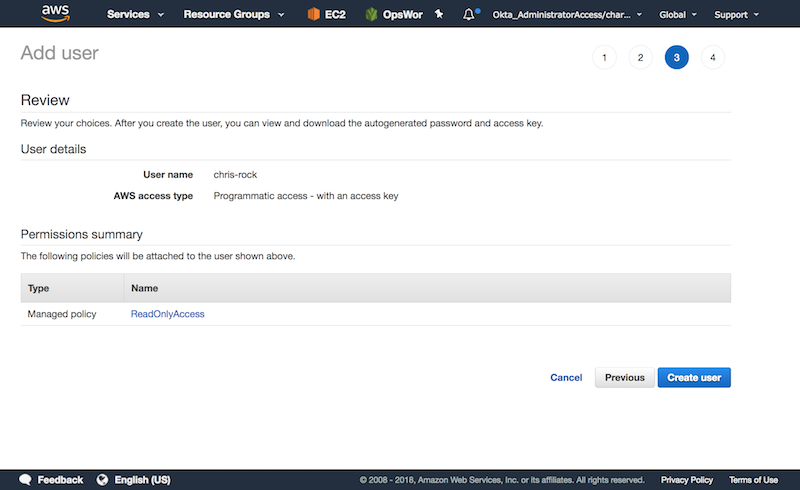 aws
Services Resource Groups EC2 OpsWor Okta_AdministratorAccess/char... Global Support
Add user
1 2 3 4
Review
Review your choices. After you create the user, you can view and download the autogenerated password and access key.
User details
User name chris-rock
AWS access type Programmatic access - with an access key
Permissions summary
The following policies will be attached to the user shown above.
Type Name
Managed policy ReadOnlyAccess
Cancel Previous Create user
Feedback English (US) © 2008 - 2018, Amazon Web Services, Inc. or its affiliates. All rights reserved. Privacy Policy Terms of Use